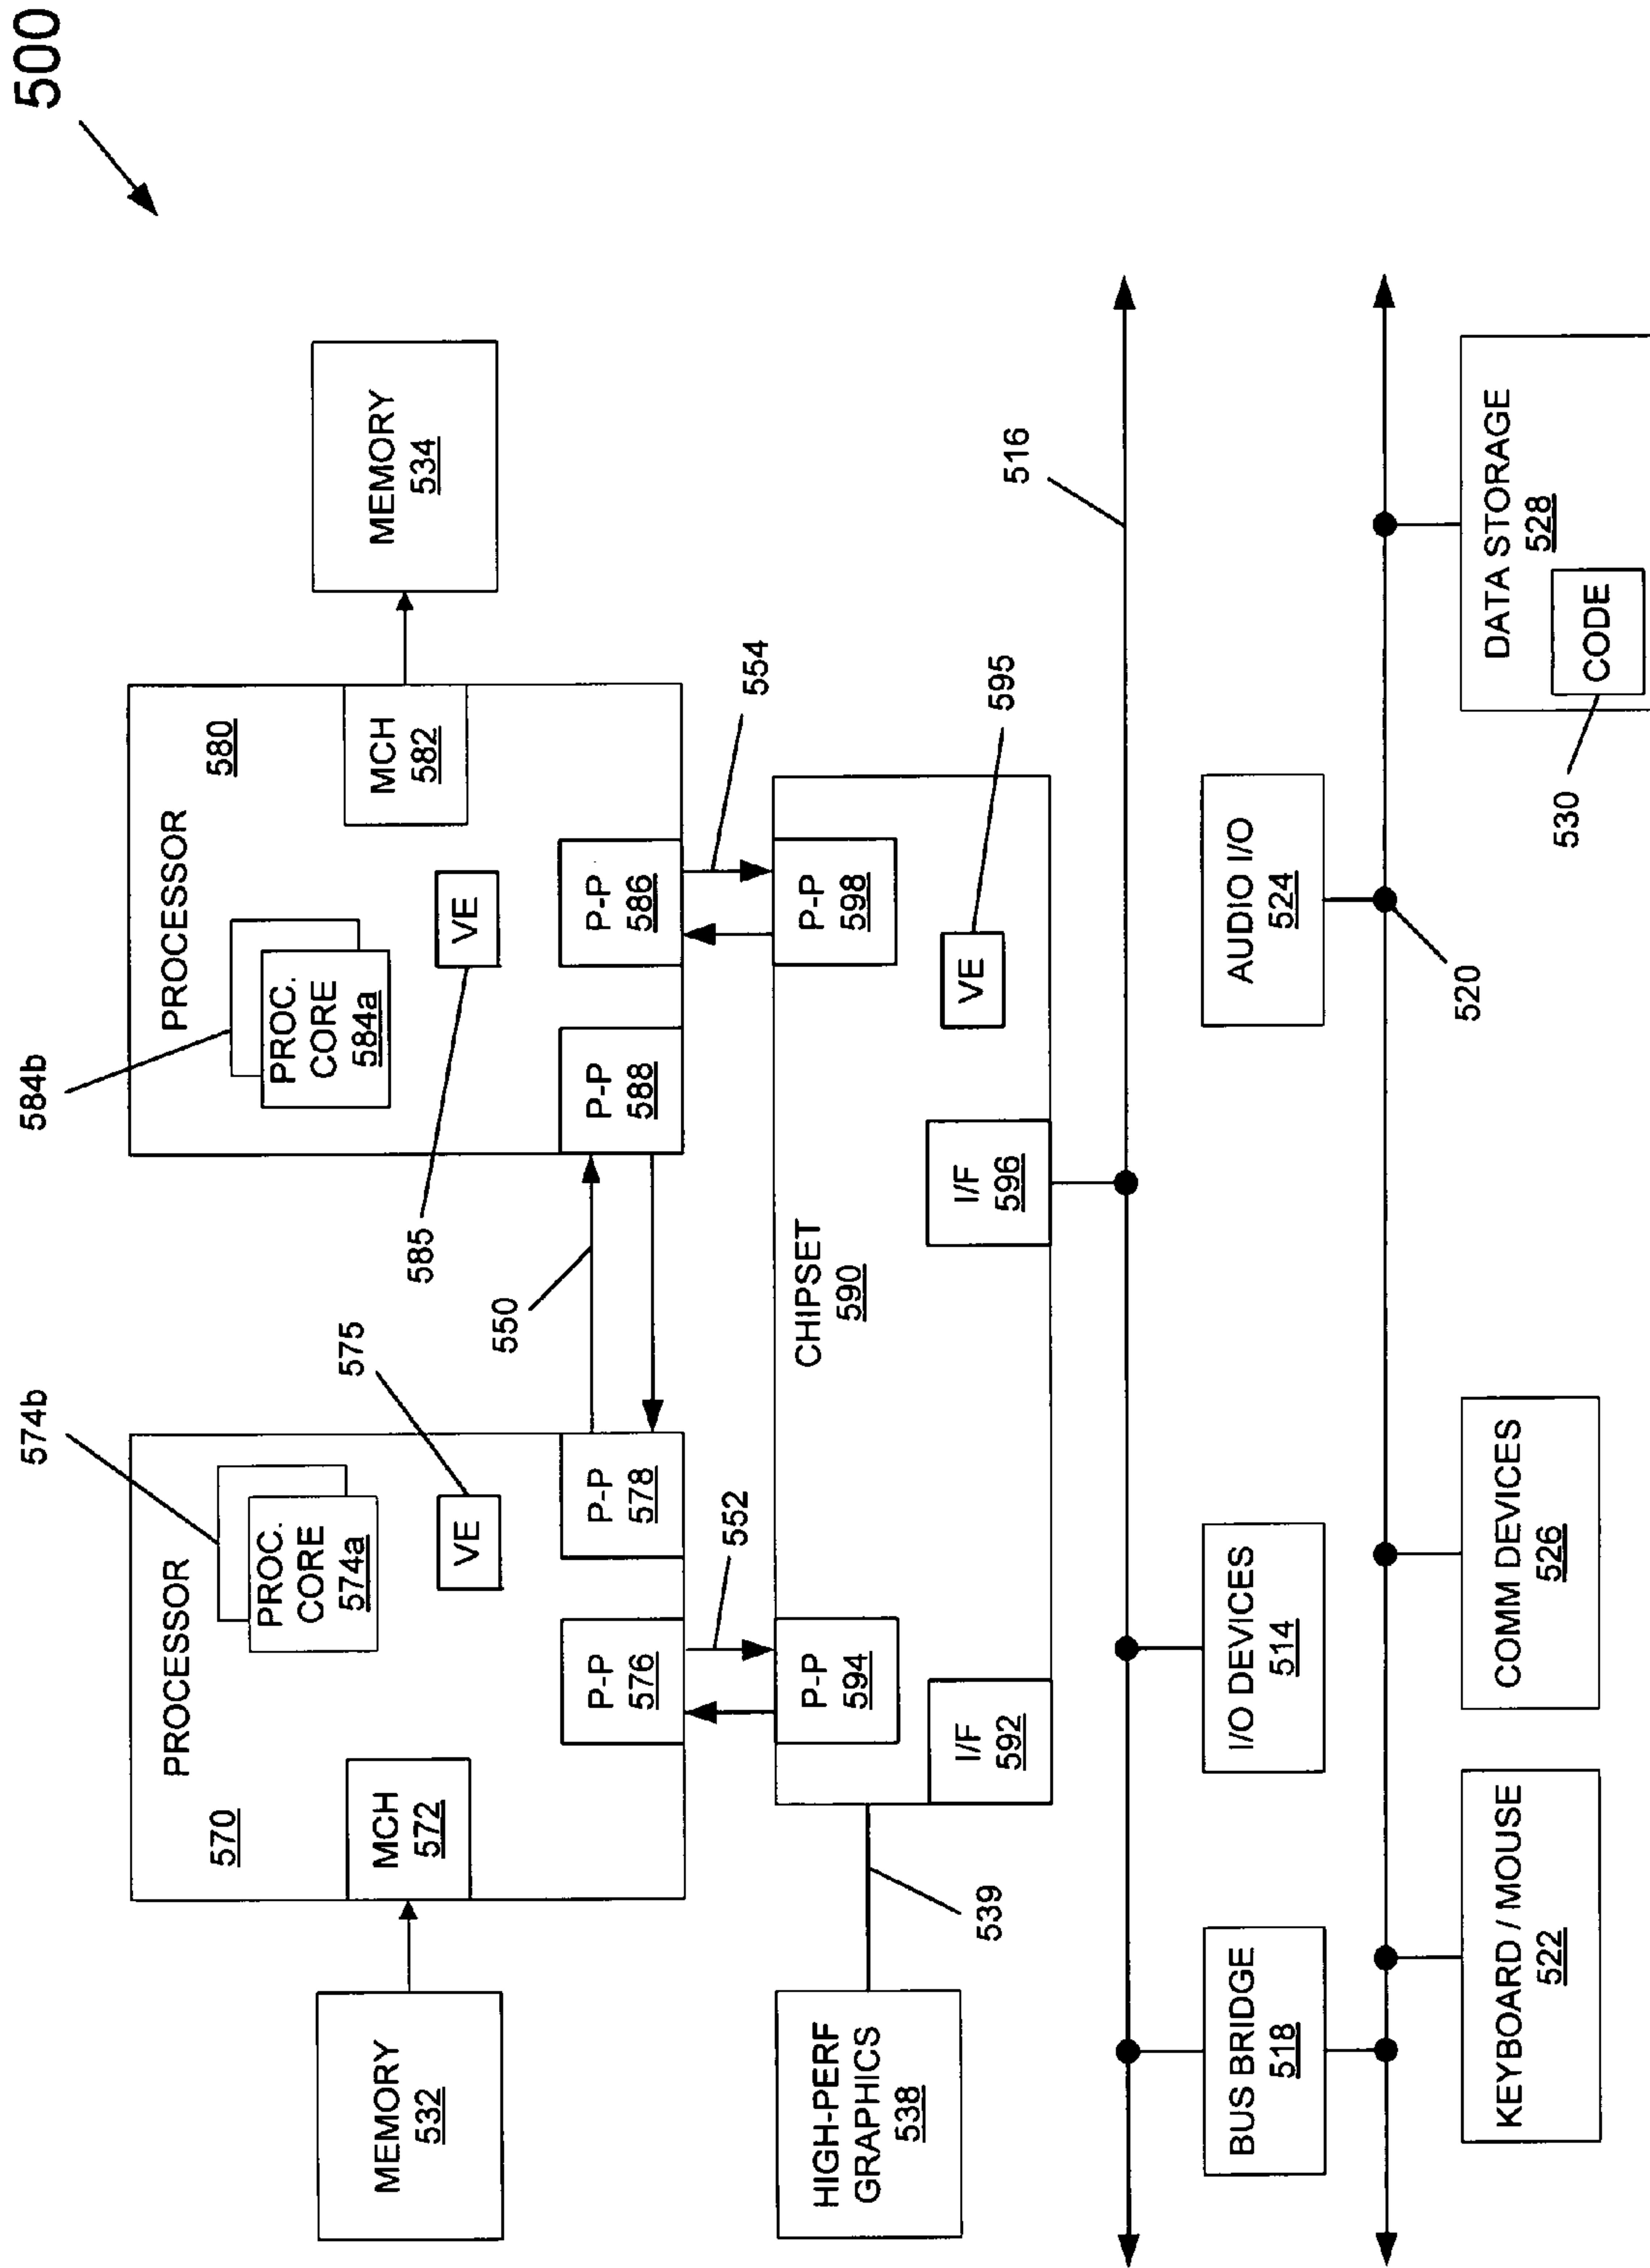 500
584b
574b
PROCESSOR
570
PROC.
CORE
574a
575
VE
MCH
572
P-P
576
P-P
578
MEMORY
532
PROCESSOR
580
PROC.
CORE
584a
585
VE
MCH
582
P-P
588
P-P
586
MEMORY
534
550
552
554
HIGH-PERF
GRAPHICS
538
539
P-P
594
I/F
592
CHIPSET
590
I/F
596
P-P
598
VE
595
516
BUS BRIDGE
518
I/O DEVICES
514
AUDIO I/O
524
520
KEYBOARD / MOUSE
522
COMM DEVICES
526
DATA STORAGE
528
CODE
530